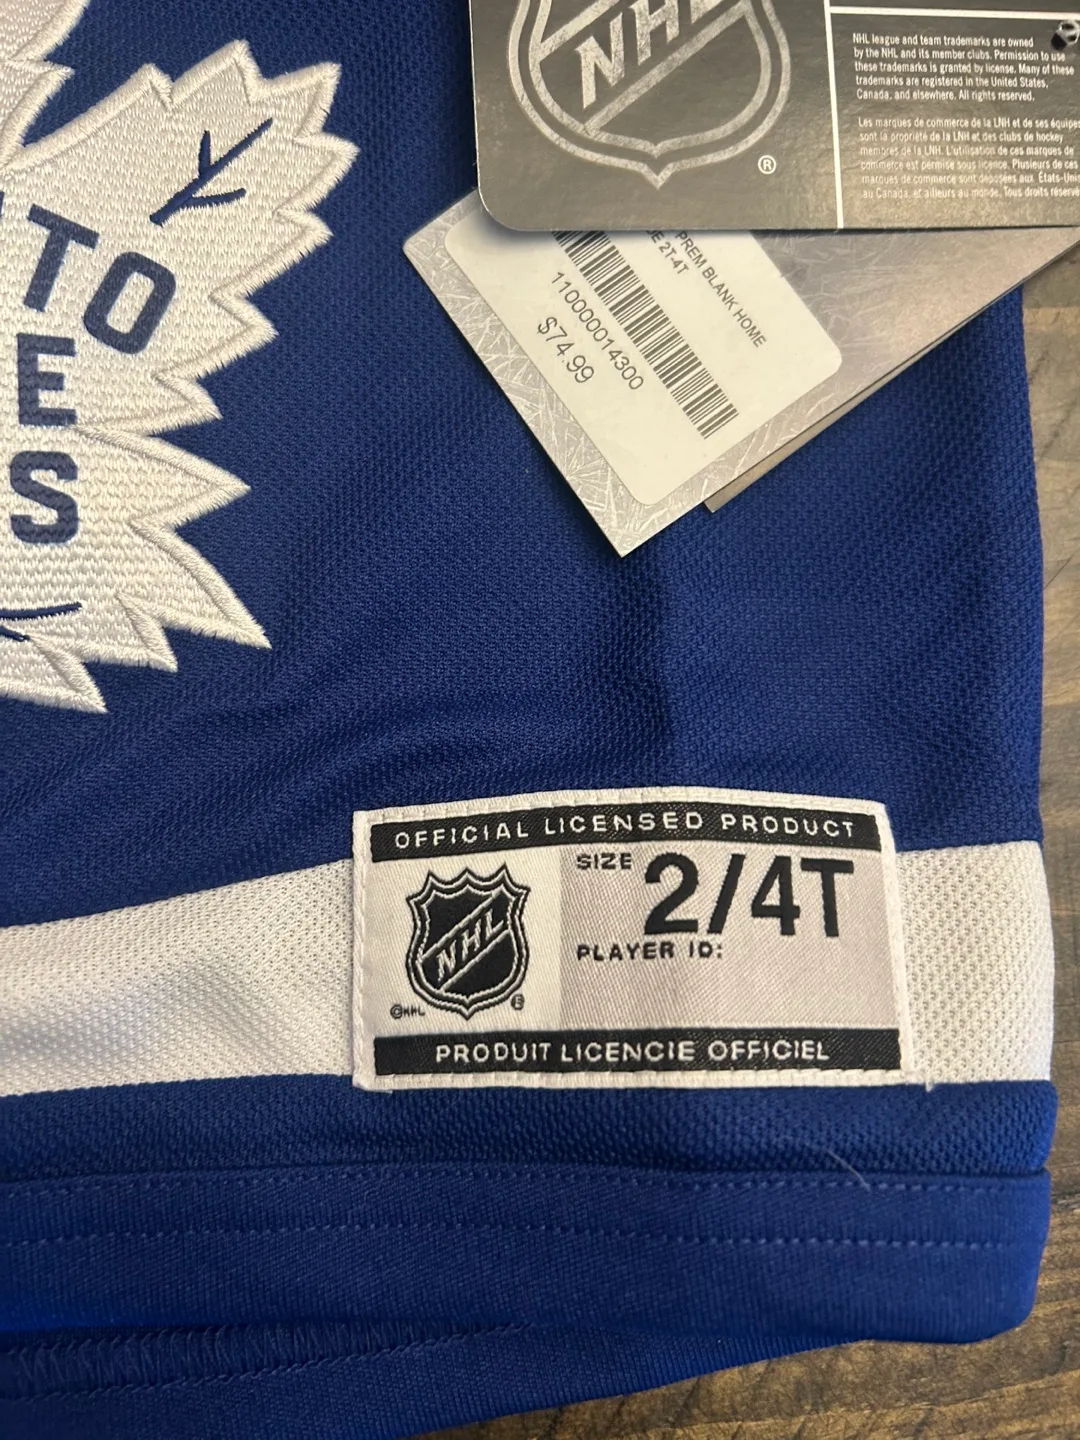 NHL
®
NHL league and team trademarks are owned
by the NHL and its member clubs. Permission to use
these trademarks is granted by license. Many of these
trademarks are registered in the United States,
Canada, and elsewhere. All rights reserved.
Les marques de commerce de la LNH et de ses équipes
sont la propriété de la LNH et des clubs de hockey
membres de la LNH. L'utilisation de ces marques de
commerce est permise sous licence. Plusieurs de ces
marques de commerce sont déposées aux États-Unis
au Canada, et ailleurs au monde. Tous droits réservé
PREM BLANK HOME
2T-4T
110000014300
$74.99
TO
E
S
OFFICIAL LICENSED PRODUCT
SIZE 2/4T
PLAYER ID:
NHL
©NHL ®
PRODUIT LICENCIE OFFICIEL